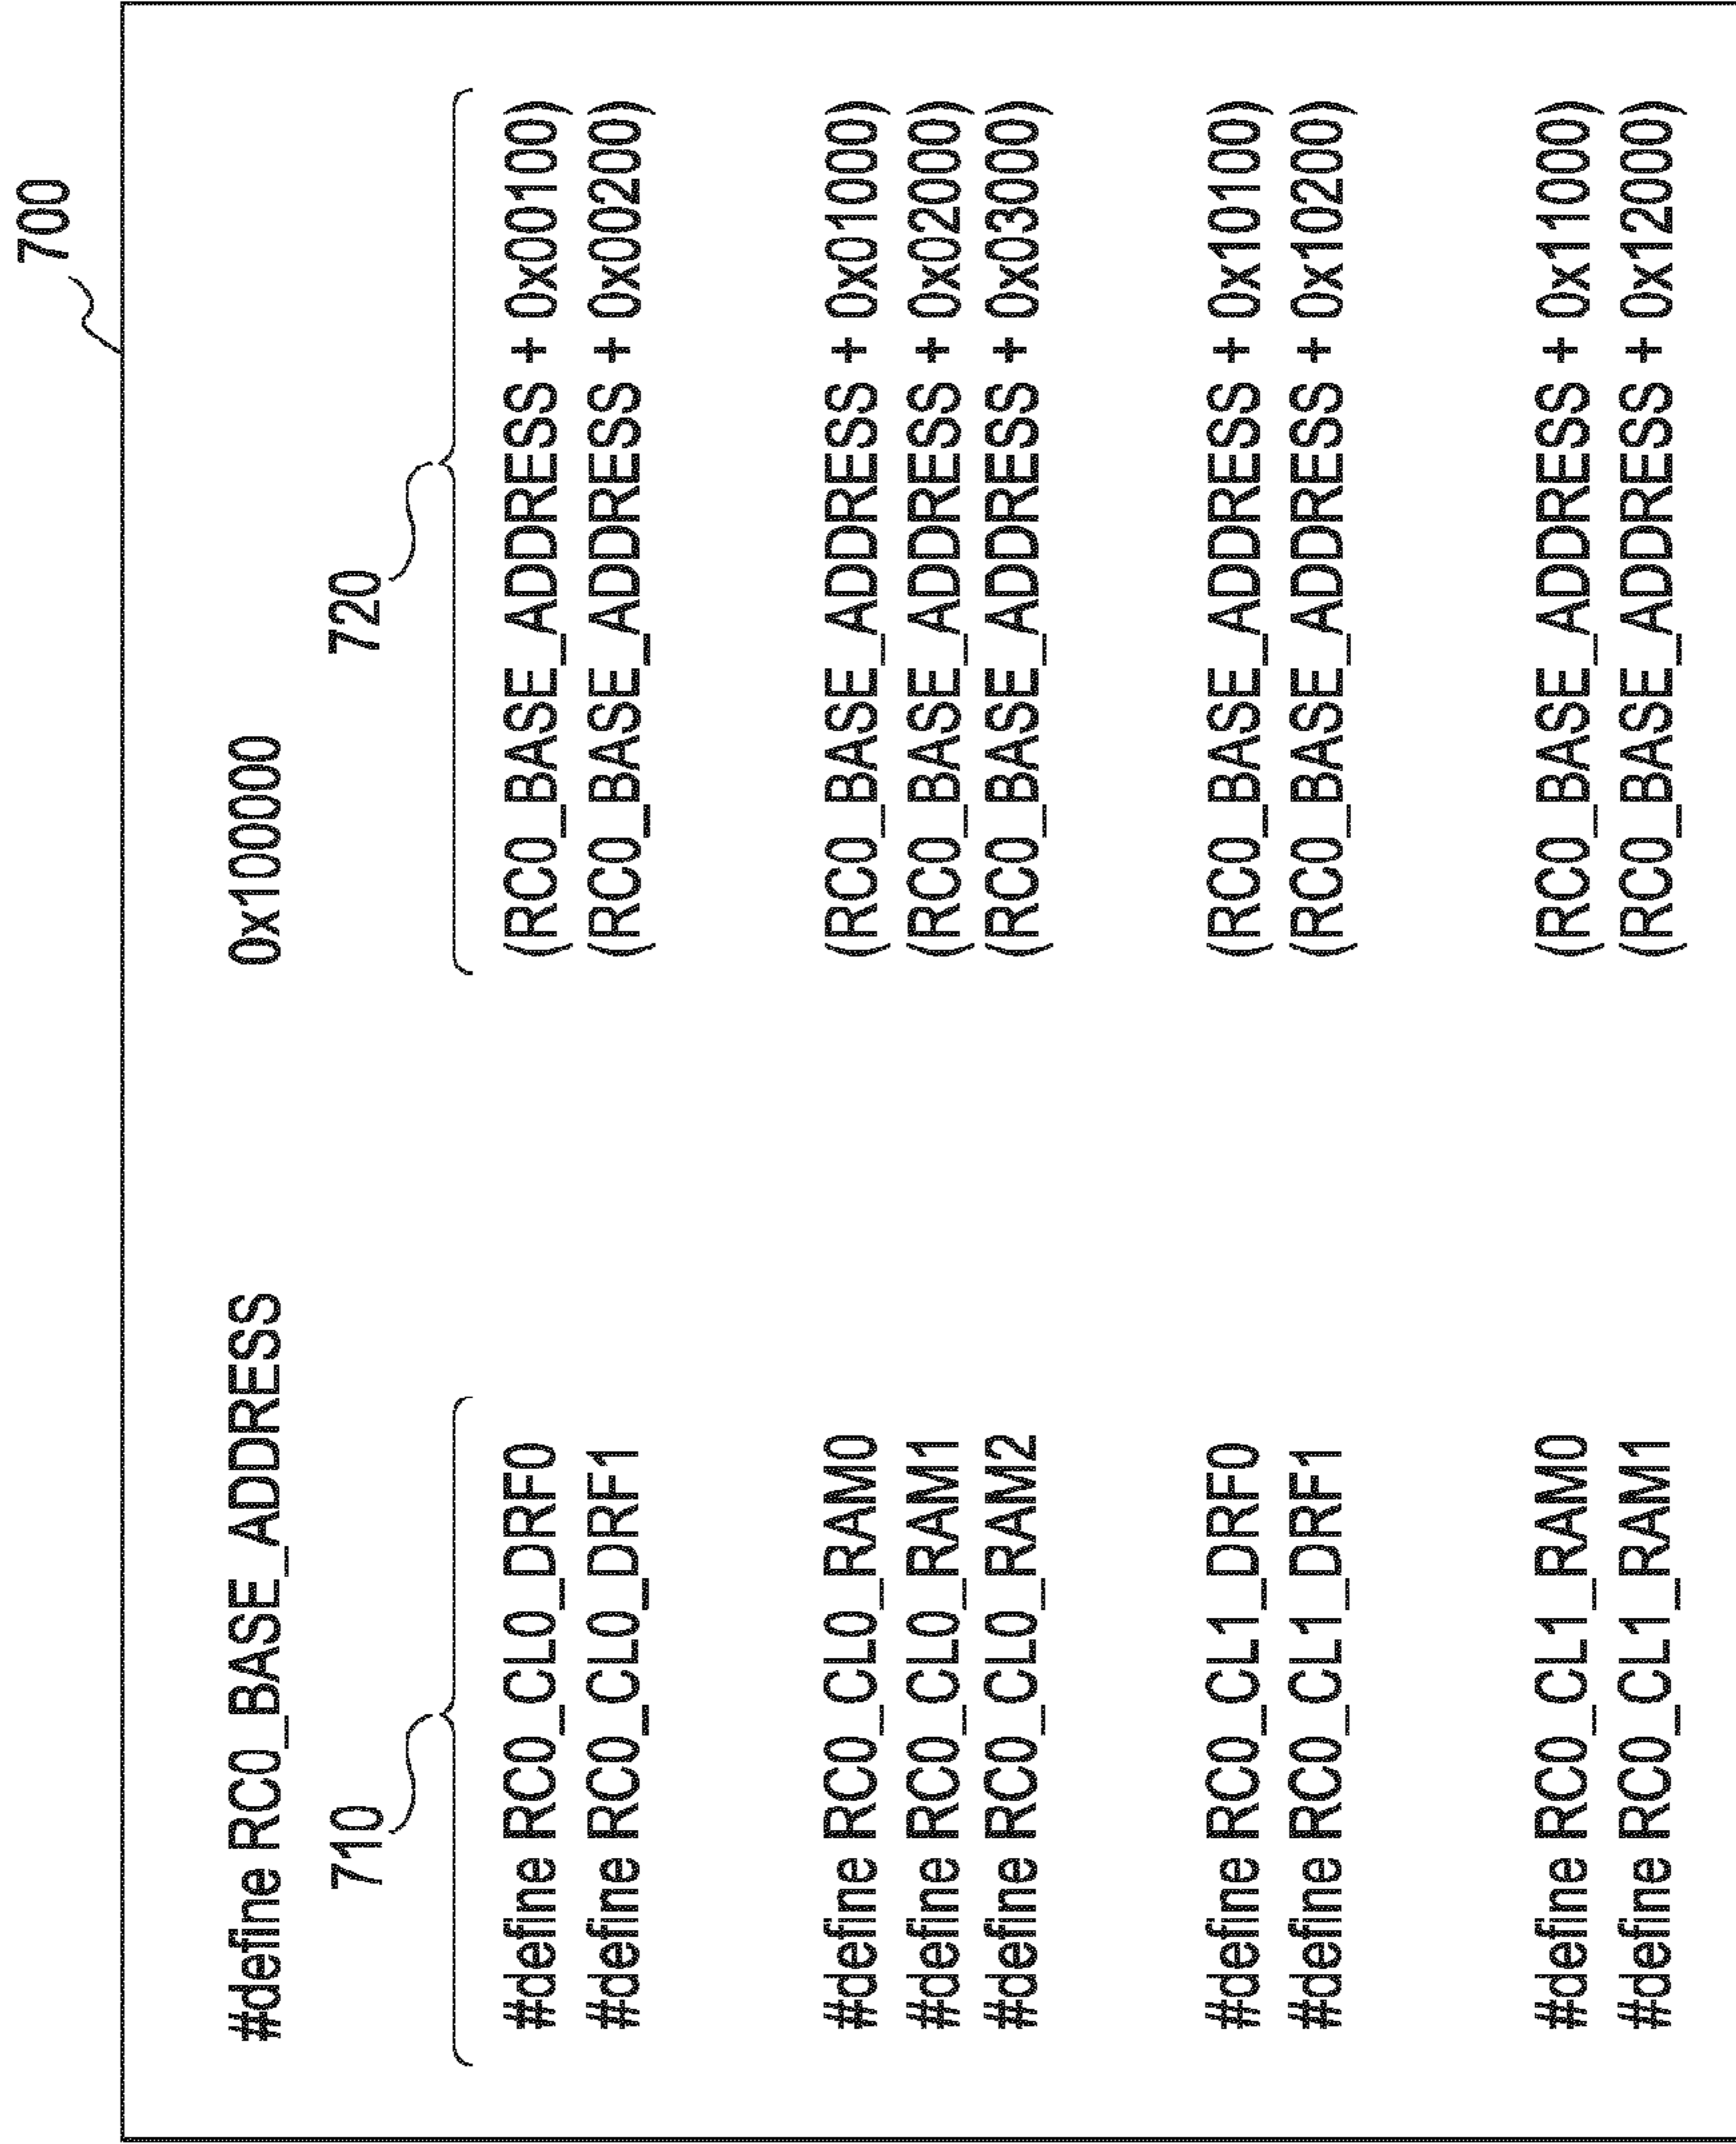 700
#define RC0_BASE_ADDRESS 0x100000
710 720
#define RC0_CL0_DRF0 (RC0_BASE_ADDRESS + 0x00100)
#define RC0_CL0_DRF1 (RC0_BASE_ADDRESS + 0x00200)
#define RC0_CL0_RAM0 (RC0_BASE_ADDRESS + 0x01000)
#define RC0_CL0_RAM1 (RC0_BASE_ADDRESS + 0x02000)
#define RC0_CL0_RAM2 (RC0_BASE_ADDRESS + 0x03000)
#define RC0_CL1_DRF0 (RC0_BASE_ADDRESS + 0x10100)
#define RC0_CL1_DRF1 (RC0_BASE_ADDRESS + 0x10200)
#define RC0_CL1_RAM0 (RC0_BASE_ADDRESS + 0x11000)
#define RC0_CL1_RAM1 (RC0_BASE_ADDRESS + 0x12000)